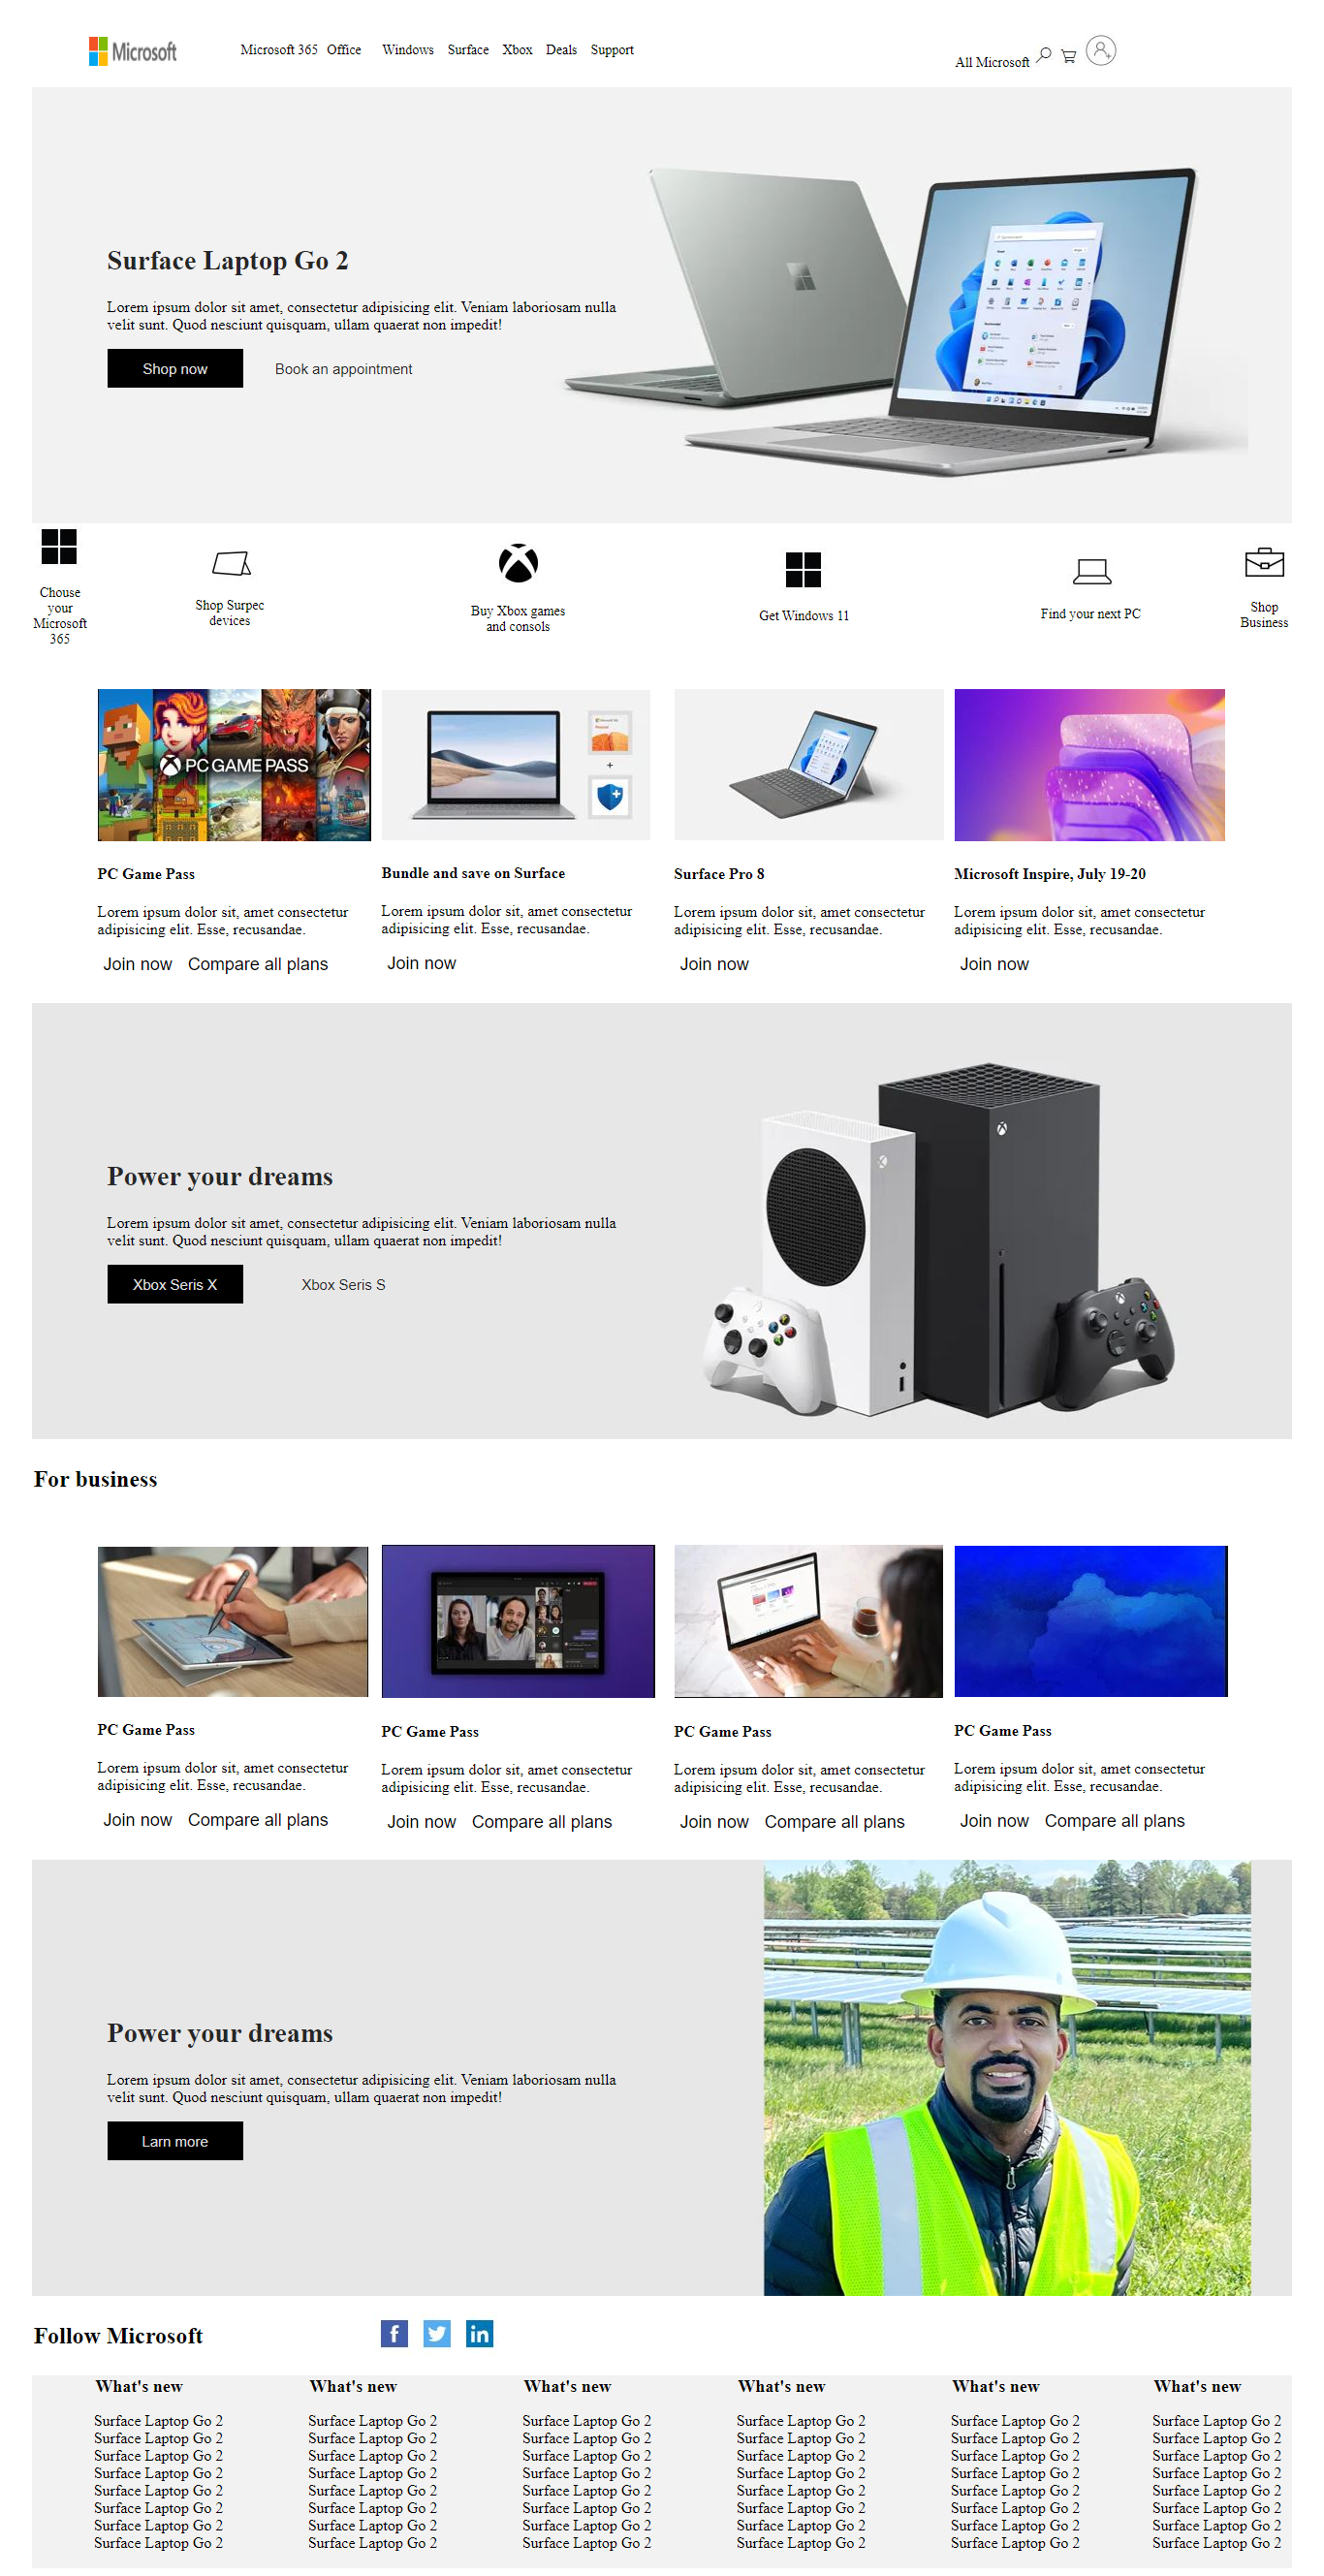 Microsoft
Microsoft 365 Office Windows Surface Xbox Deals Support
All Microsoft
Surface Laptop Go 2
Lorem ipsum dolor sit amet, consectetur adipisicing elit. Veniam laboriosam nulla
velit sunt. Quod nesciunt quisquam, ullam quaerat non impedit!
Shop now Book an appointment
Choose
your
Microsoft
365
Shop Surpec
devices
Buy Xbox games
and consols
Get Windows 11
Find your next PC
Shop
Business
PC GAME PASS
PC Game Pass
Lorem ipsum dolor sit, amet consectetur
adipisicing elit. Esse, recusandae.
Join now Compare all plans
Bundle and save on Surface
Lorem ipsum dolor sit, amet consectetur
adipisicing elit. Esse, recusandae.
Join now
Surface Pro 8
Lorem ipsum dolor sit, amet consectetur
adipisicing elit. Esse, recusandae.
Join now
Microsoft Inspire, July 19-20
Lorem ipsum dolor sit, amet consectetur
adipisicing elit. Esse, recusandae.
Join now
Power your dreams
Lorem ipsum dolor sit amet, consectetur adipisicing elit. Veniam laboriosam nulla
velit sunt. Quod nesciunt quisquam, ullam quaerat non impedit!
Xbox Seris X Xbox Seris S
For business
PC Game Pass
Lorem ipsum dolor sit, amet consectetur
adipisicing elit. Esse, recusandae.
Join now Compare all plans
PC Game Pass
Lorem ipsum dolor sit, amet consectetur
adipisicing elit. Esse, recusandae.
Join now Compare all plans
PC Game Pass
Lorem ipsum dolor sit, amet consectetur
adipisicing elit. Esse, recusandae.
Join now Compare all plans
PC Game Pass
Lorem ipsum dolor sit, amet consectetur
adipisicing elit. Esse, recusandae.
Join now Compare all plans
Power your dreams
Lorem ipsum dolor sit amet, consectetur adipisicing elit. Veniam laboriosam nulla
velit sunt. Quod nesciunt quisquam, ullam quaerat non impedit!
Larn more
Follow Microsoft
What's new What's new What's new What's new What's new What's new
Surface Laptop Go 2 Surface Laptop Go 2 Surface Laptop Go 2 Surface Laptop Go 2 Surface Laptop Go 2 Surface Laptop Go 2
Surface Laptop Go 2 Surface Laptop Go 2 Surface Laptop Go 2 Surface Laptop Go 2 Surface Laptop Go 2 Surface Laptop Go 2
Surface Laptop Go 2 Surface Laptop Go 2 Surface Laptop Go 2 Surface Laptop Go 2 Surface Laptop Go 2 Surface Laptop Go 2
Surface Laptop Go 2 Surface Laptop Go 2 Surface Laptop Go 2 Surface Laptop Go 2 Surface Laptop Go 2 Surface Laptop Go 2
Surface Laptop Go 2 Surface Laptop Go 2 Surface Laptop Go 2 Surface Laptop Go 2 Surface Laptop Go 2 Surface Laptop Go 2
Surface Laptop Go 2 Surface Laptop Go 2 Surface Laptop Go 2 Surface Laptop Go 2 Surface Laptop Go 2 Surface Laptop Go 2
Surface Laptop Go 2 Surface Laptop Go 2 Surface Laptop Go 2 Surface Laptop Go 2 Surface Laptop Go 2 Surface Laptop Go 2
Surface Laptop Go 2 Surface Laptop Go 2 Surface Laptop Go 2 Surface Laptop Go 2 Surface Laptop Go 2 Surface Laptop Go 2